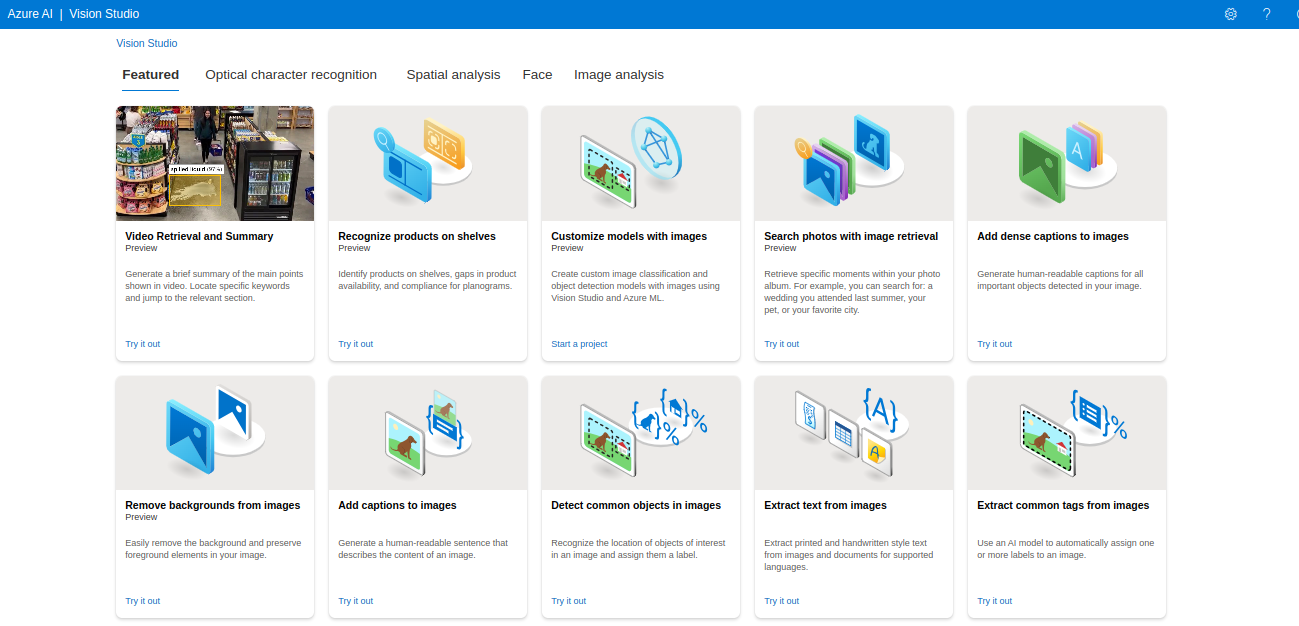 Azure AI | Vision Studio
Vision Studio
Featured Optical character recognition Spatial analysis Face Image analysis
spilled liquid (97%)
Video Retrieval and Summary
Preview
Generate a brief summary of the main points
shown in video. Locate specific keywords
and jump to the relevant section.
Try it out
Recognize products on shelves
Preview
Identify products on shelves, gaps in product
availability, and compliance for planograms.
Try it out
Customize models with images
Preview
Create custom image classification and
object detection models with images using
Vision Studio and Azure ML.
Start a project
Search photos with image retrieval
Preview
Retrieve specific moments within your photo
album. For example, you can search for: a
wedding you attended last summer, your
pet, or your favorite city.
Try it out
A
Add dense captions to images
Generate human-readable captions for all
important objects detected in your image.
Try it out
Remove backgrounds from images
Preview
Easily remove the background and preserve
foreground elements in your image.
Try it out
Add captions to images
Generate a human-readable sentence that
describes the content of an image.
Try it out
{ }% { }%
Detect common objects in images
Recognize the location of objects of interest
in an image and assign them a label.
Try it out
{A}
A
Extract text from images
Extract printed and handwritten style text
from images and documents for supported
languages.
Try it out
{ }%
Extract common tags from images
Use an AI model to automatically assign one
or more labels to an image.
Try it out